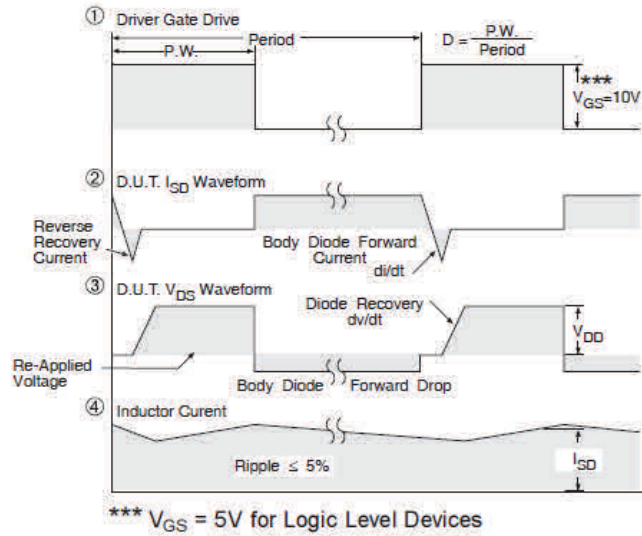 ① Driver Gate Drive
P.W.
Period
D = P.W.
Period
***
VGS=10V
② D.U.T. ISD Waveform
Reverse
Recovery
Current
Body Diode Forward
Current
di/dt
③ D.U.T. VDS Waveform
Diode Recovery
dv/dt
VDD
Re-Applied
Voltage
Body Diode Forward Drop
④ Inductor Curent
Ripple ≤ 5%
ISD
*** VGS = 5V for Logic Level Devices